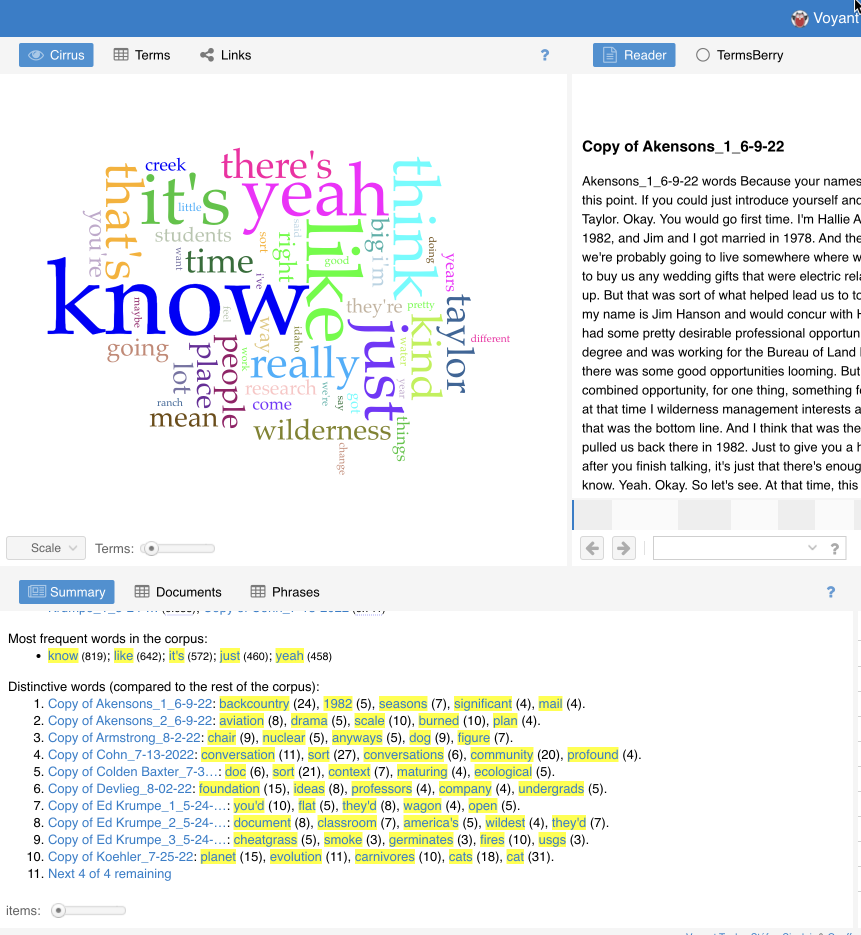 Voyant
Cirrus Terms Links ?
Reader TermsBerry
creek
there's
that's
it's
yeah
think
little
you're
students
said
big
i'm
doing
want
time
sort
right
like
good
years
i've
know
maybe
feel
they're
pretty
taylor
way
idaho
just
kind
different
going
place
people
work
really
water
lot
research
we're
year
ranch
come
say
got
mean
wilderness
things
change
Copy of Akensons_1_6-9-22
Akensons_1_6-9-22 words Because your names
this point. If you could just introduce yourself and
Taylor. Okay. You would go first time. I'm Hallie A
1982, and Jim and I got married in 1978. And the
we're probably going to live somewhere where w
to buy us any wedding gifts that were electric rela
up. But that was sort of what helped lead us to to
my name is Jim Hanson and would concur with H
had some pretty desirable professional opportun
degree and was working for the Bureau of Land
there was some good opportunities looming. But
combined opportunity, for one thing, something fo
at that time I wilderness management interests a
that was the bottom line. And I think that was the
pulled us back there in 1982. Just to give you a h
after you finish talking, it's just that there's enoug
know. Yeah. Okay. So let's see. At that time, this
Scale Terms:
?
Summary Documents Phrases ?
Most frequent words in the corpus:
• know (819); like (642); it's (572); just (460); yeah (458)
Distinctive words (compared to the rest of the corpus):
1. Copy of Akensons_1_6-9-22: backcountry (24), 1982 (5), seasons (7), significant (4), mail (4).
2. Copy of Akensons_2_6-9-22: aviation (8), drama (5), scale (10), burned (10), plan (4).
3. Copy of Armstrong_8-2-22: chair (9), nuclear (5), anyways (5), dog (9), figure (7).
4. Copy of Cohn_7-13-2022: conversation (11), sort (27), conversations (6), community (20), profound (4).
5. Copy of Colden Baxter_7-3...: doc (6), sort (21), context (7), maturing (4), ecological (5).
6. Copy of Devlieg_8-02-22: foundation (15), ideas (8), professors (4), company (4), undergrads (5).
7. Copy of Ed Krumpe_1_5-24-...: you'd (10), flat (5), they'd (8), wagon (4), open (5).
8. Copy of Ed Krumpe_2_5-24-...: document (8), classroom (7), america's (5), wildest (4), they'd (7).
9. Copy of Ed Krumpe_3_5-24-...: cheatgrass (5), smoke (3), germinates (3), fires (10), usgs (3).
10. Copy of Koehler_7-25-22: planet (15), evolution (11), carnivores (10), cats (18), cat (31).
11. Next 4 of 4 remaining
items: